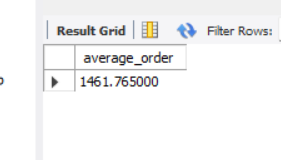 Result Grid Filter Rows:
average_order
1461.765000